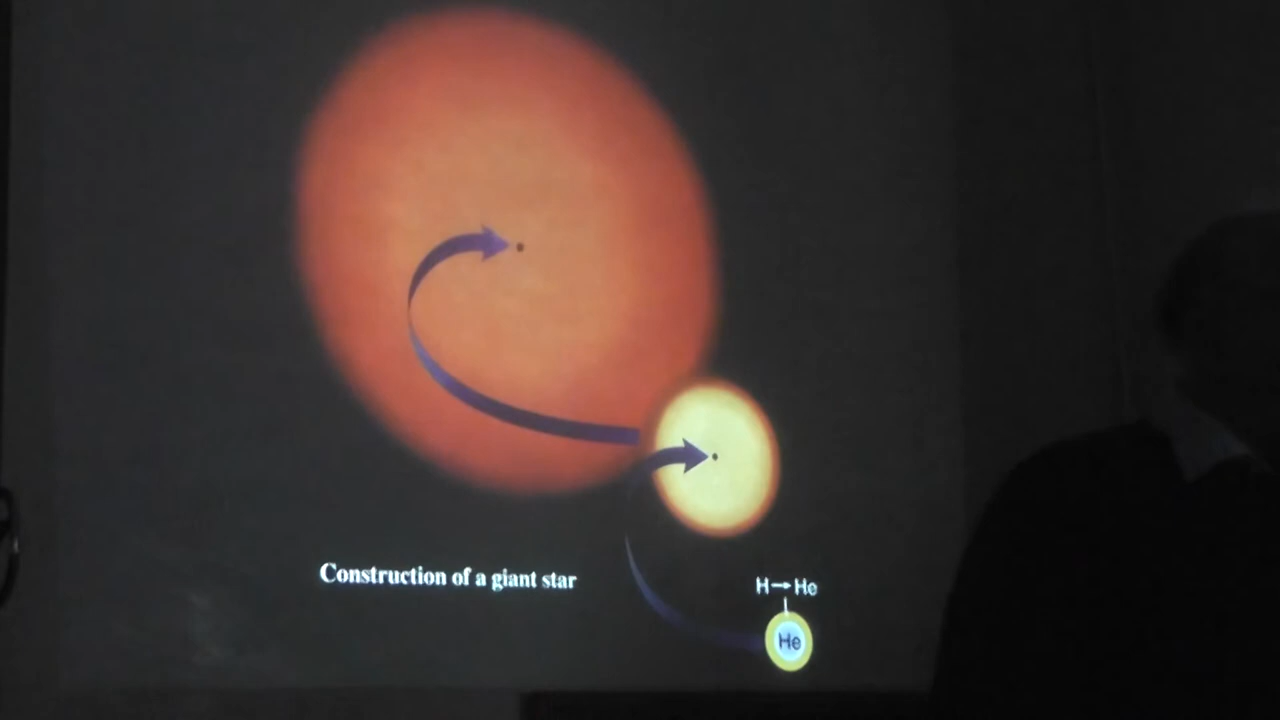 Construction of a giant star
H→He
He